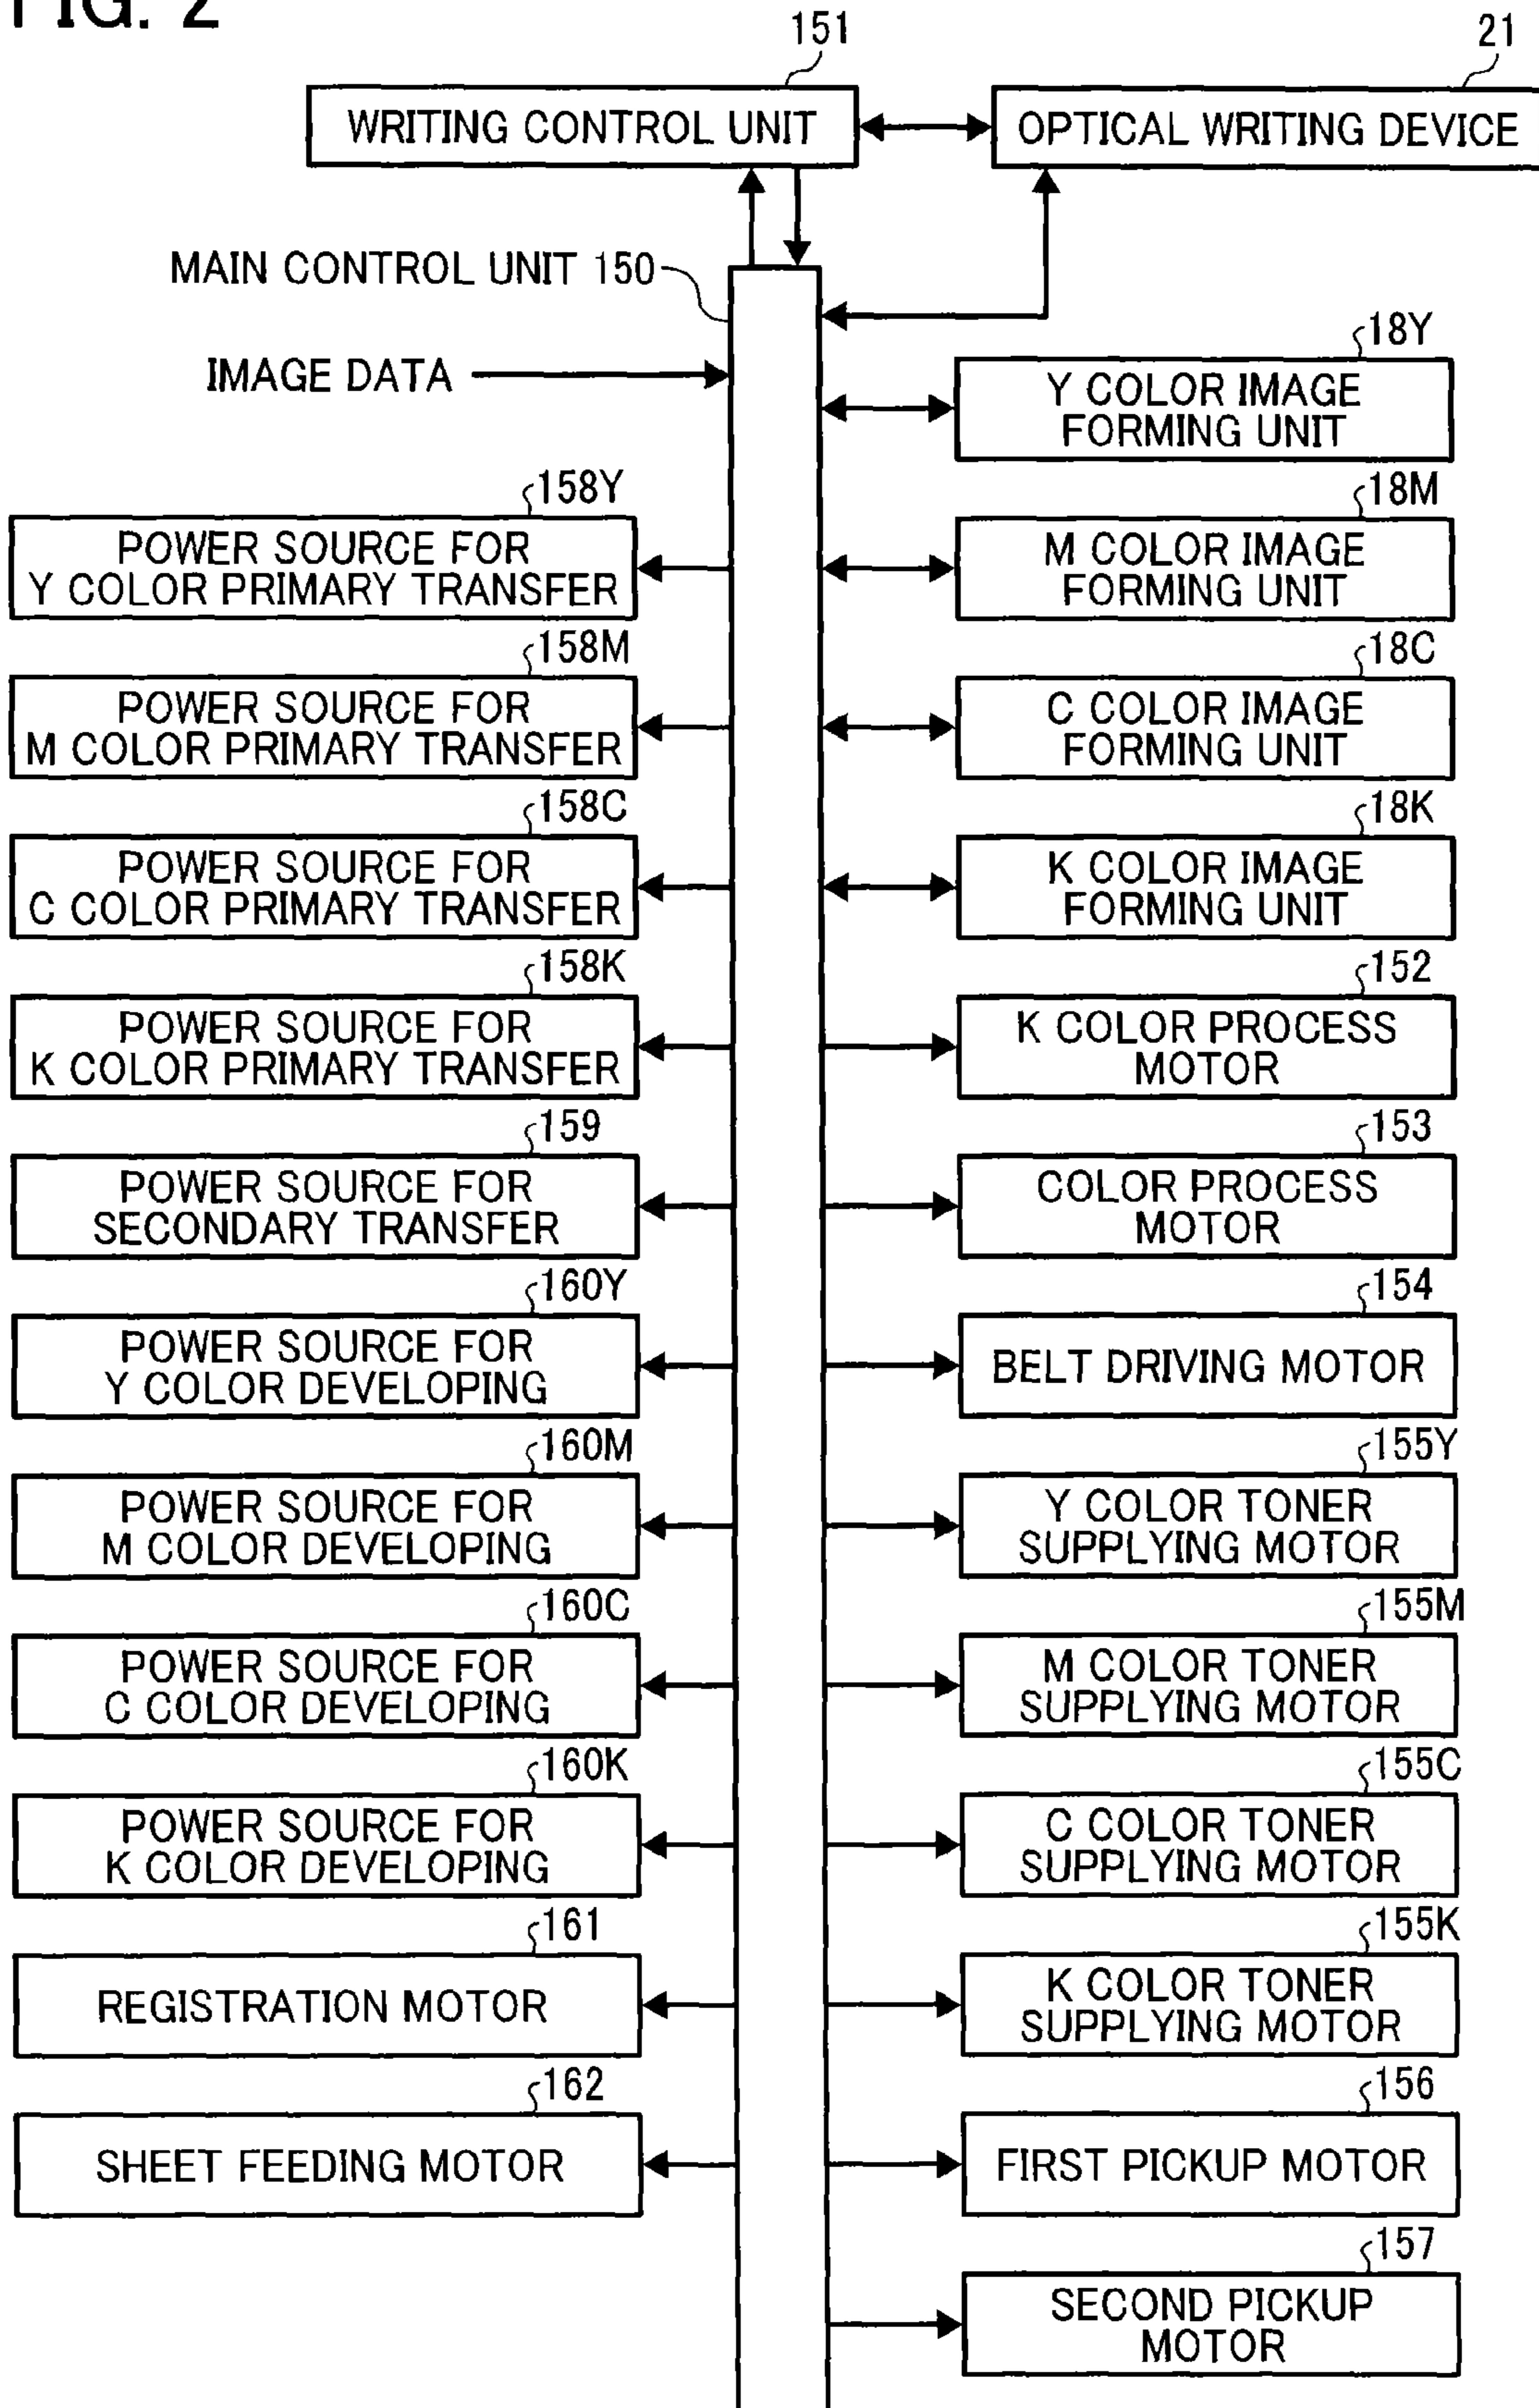 FIG. 2
151
21
WRITING CONTROL UNIT
OPTICAL WRITING DEVICE
MAIN CONTROL UNIT 150
IMAGE DATA
18Y
Y COLOR IMAGE
FORMING UNIT
158Y
POWER SOURCE FOR
Y COLOR PRIMARY TRANSFER
18M
M COLOR IMAGE
FORMING UNIT
158M
POWER SOURCE FOR
M COLOR PRIMARY TRANSFER
18C
C COLOR IMAGE
FORMING UNIT
158C
POWER SOURCE FOR
C COLOR PRIMARY TRANSFER
18K
K COLOR IMAGE
FORMING UNIT
158K
POWER SOURCE FOR
K COLOR PRIMARY TRANSFER
152
K COLOR PROCESS
MOTOR
159
POWER SOURCE FOR
SECONDARY TRANSFER
153
COLOR PROCESS
MOTOR
160Y
POWER SOURCE FOR
Y COLOR DEVELOPING
154
BELT DRIVING MOTOR
160M
POWER SOURCE FOR
M COLOR DEVELOPING
155Y
Y COLOR TONER
SUPPLYING MOTOR
160C
POWER SOURCE FOR
C COLOR DEVELOPING
155M
M COLOR TONER
SUPPLYING MOTOR
160K
POWER SOURCE FOR
K COLOR DEVELOPING
155C
C COLOR TONER
SUPPLYING MOTOR
161
REGISTRATION MOTOR
155K
K COLOR TONER
SUPPLYING MOTOR
162
SHEET FEEDING MOTOR
156
FIRST PICKUP MOTOR
157
SECOND PICKUP
MOTOR